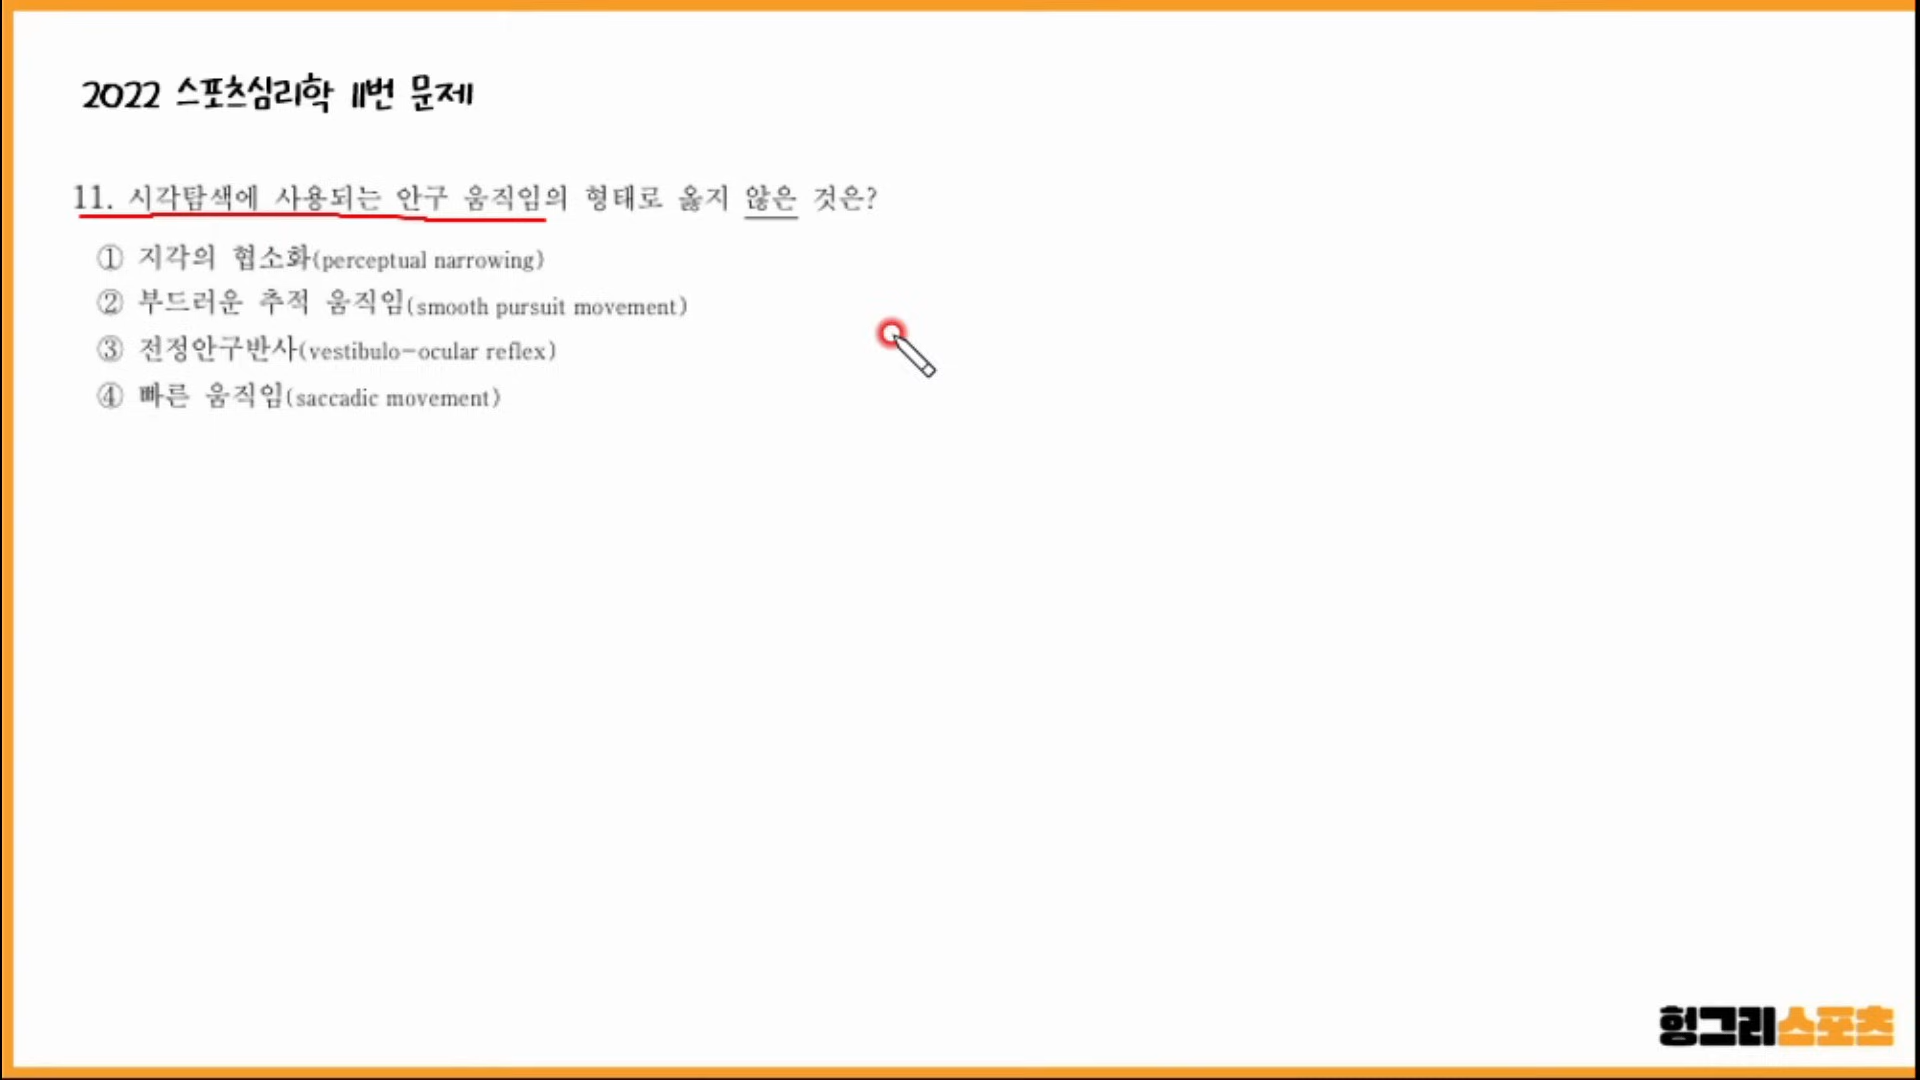 2022 스포츠심리학 11번 문제
11. 시각탐색에 사용되는 안구 움직임의 형태로 옳지 않은 것은?
① 지각의 협소화(perceptual narrowing)
② 부드러운 추적 움직임(smooth pursuit movement)
③ 전정안구반사(vestibulo-ocular reflex)
④ 빠른 움직임(saccadic movement)
헝그리스포츠